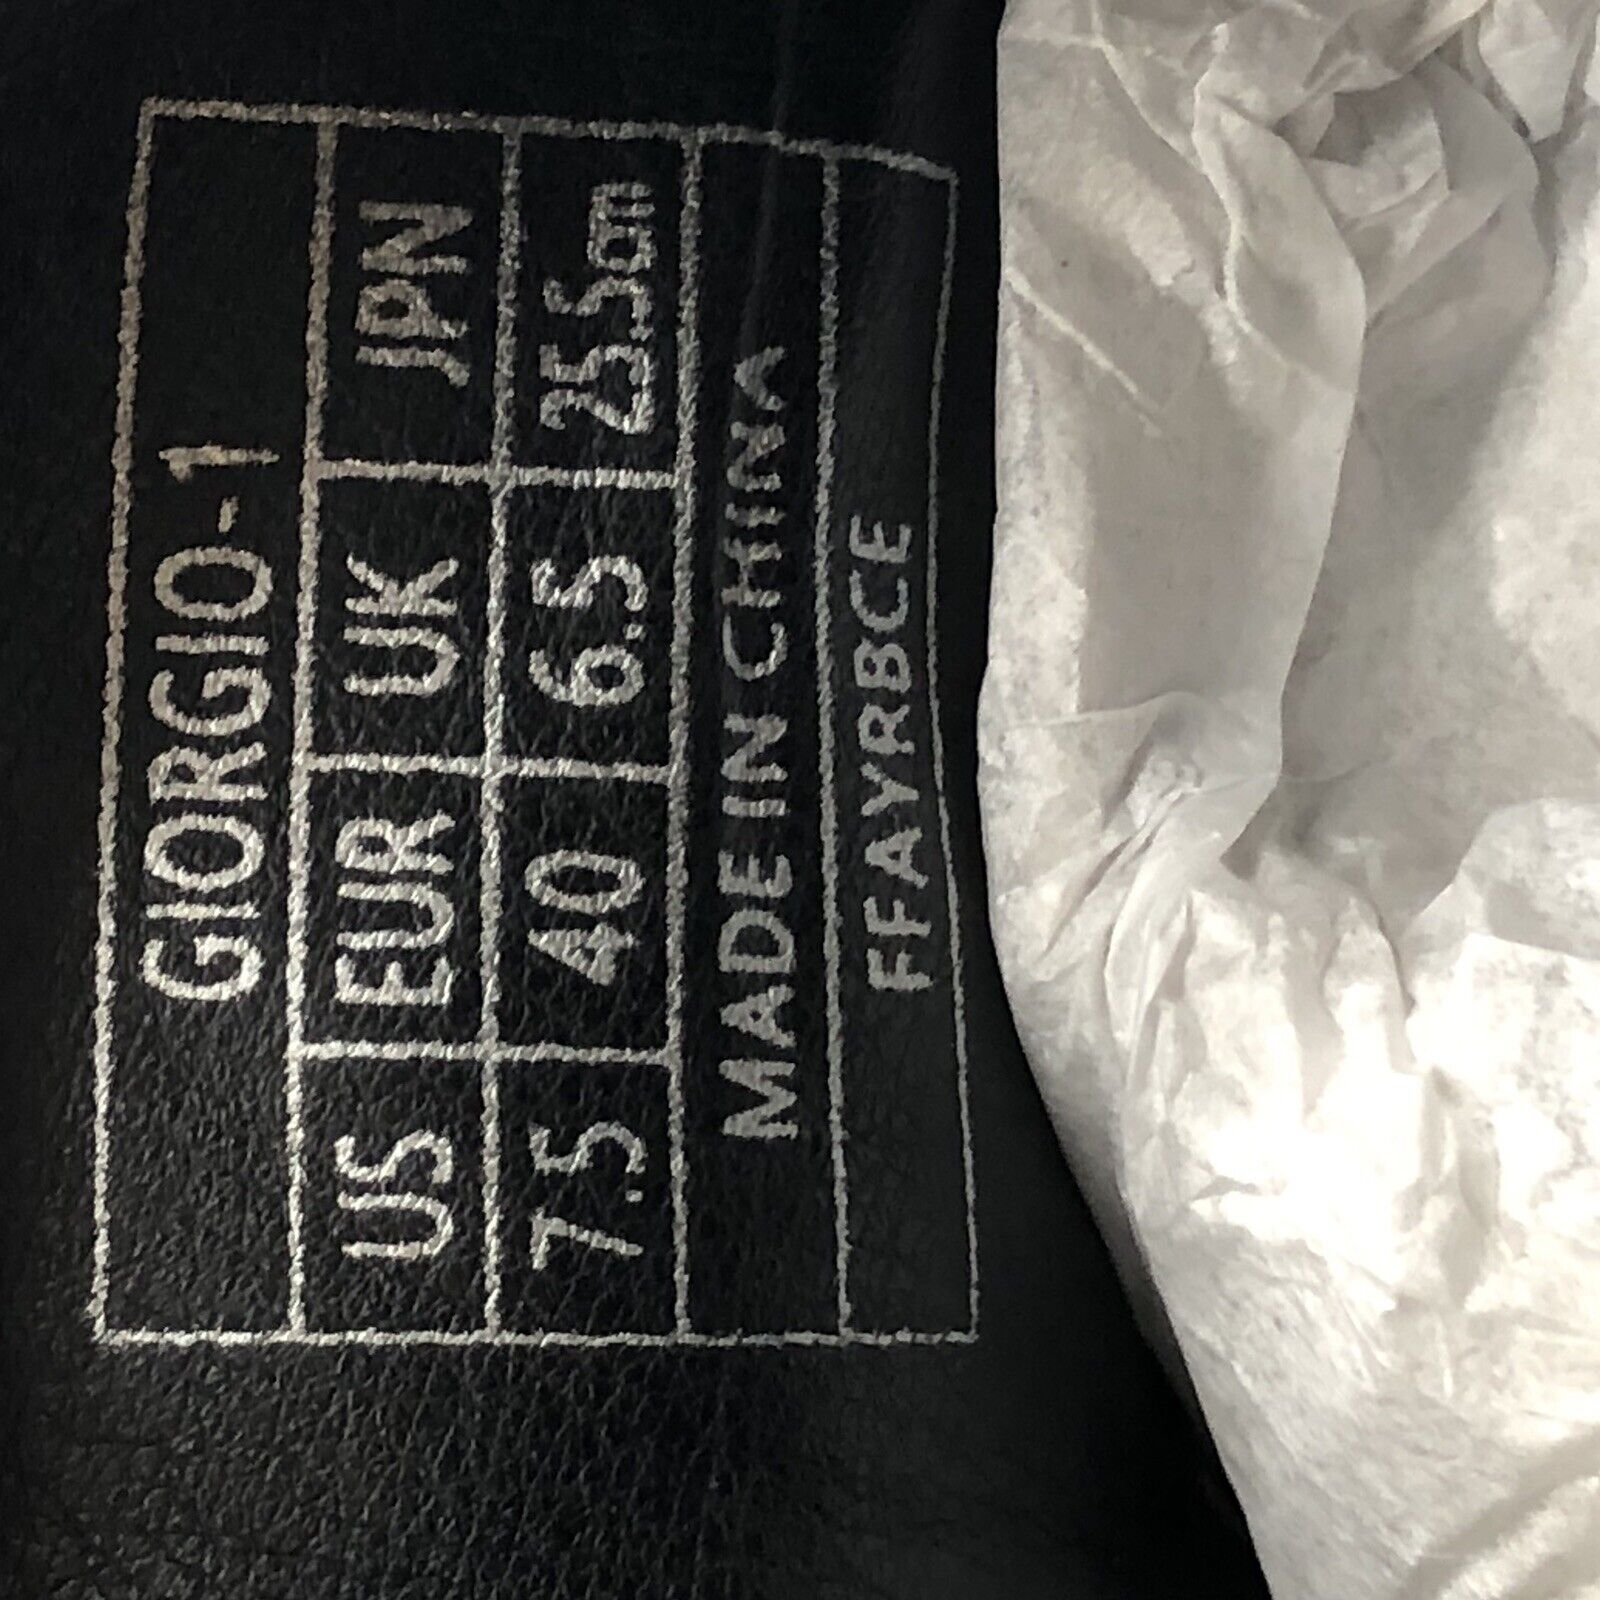 GIORGIO-1
US EUR UK JPN
7.5 40 6.5 25.5cm
MADE IN CHINA
FFAYRBCE